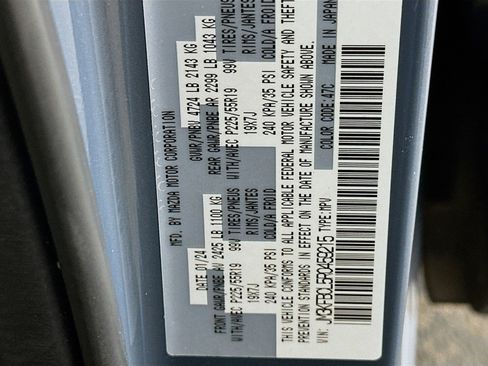 MFD. BY MAZDA MOTOR CORPORATION
DATE: 01/24 GVWR/PNBV 4724 LB 2143 KG
FRONT GAWR/PNBE AV 2425 LB 1100 KG REAR GAWR/PNBE AR 2299 LB 1043 KG
WITH/AVEC P225/55R19 99V TIRES/PNEUS WITH/AVEC P225/55R19 99V TIRES/PNEUS
19X7J RIMS/JANTES 19X7J RIMS/JANTES
240 KPA/35 PSI COLD/A FROID 240 KPA/35 PSI COLD/A FROID
THIS VEHICLE CONFORMS TO ALL APPLICABLE FEDERAL MOTOR VEHICLE SAFETY AND THEFT
PREVENTION STANDARDS IN EFFECT ON THE DATE OF MANUFACTURE SHOWN ABOVE.
TYPE: MPV COLOR CODE: 47C
MADE IN JAPAN